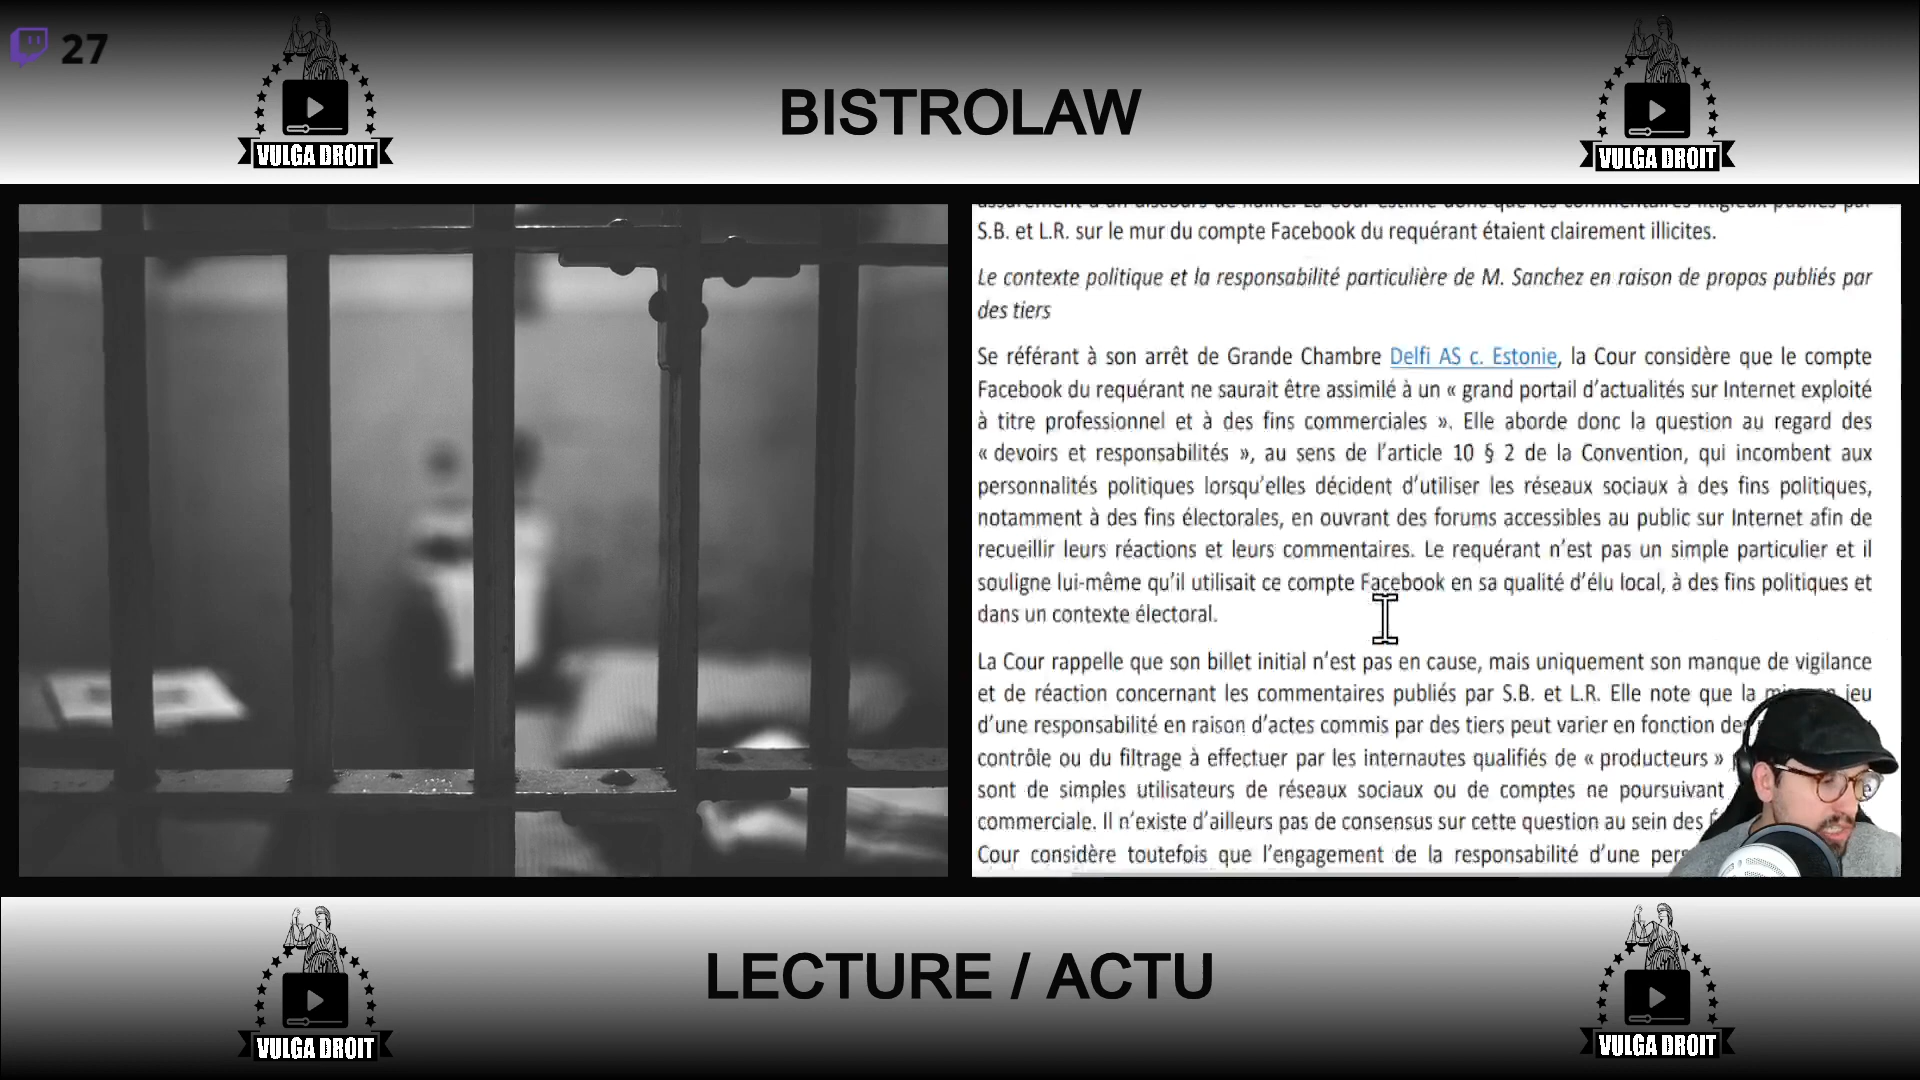 27
BISTROLAW
VULGA DROIT
VULGA DROIT
S.B. et L.R. sur le mur du compte Facebook du requérant étaient clairement illicites.
Le contexte politique et la responsabilité particulière de M. Sanchez en raison de propos publiés par
des tiers
Se référant à son arrêt de Grande Chambre Delfi AS c. Estonie, la Cour considère que le compte
Facebook du requérant ne saurait être assimilé à un « grand portail d’actualités sur Internet exploité
à titre professionnel et à des fins commerciales ». Elle aborde donc la question au regard des
« devoirs et responsabilités », au sens de l’article 10 § 2 de la Convention, qui incombent aux
personnalités politiques lorsqu’elles décident d’utiliser les réseaux sociaux à des fins politiques,
notamment à des fins électorales, en ouvrant des forums accessibles au public sur Internet afin de
recueillir leurs réactions et leurs commentaires. Le requérant n’est pas un simple particulier et il
souligne lui-même qu’il utilisait ce compte Facebook en sa qualité d’élu local, à des fins politiques et
dans un contexte électoral.
La Cour rappelle que son billet initial n’est pas en cause, mais uniquement son manque de vigilance
et de réaction concernant les commentaires publiés par S.B. et L.R. Elle note que la jeu
d’une responsabilité en raison d’actes commis par des tiers peut varier en fonction des
contrôle ou du filtrage à effectuer par les internautes qualifiés de « producteurs »
sont de simples utilisateurs de réseaux sociaux ou de comptes ne poursuivant
commerciale. Il n’existe d’ailleurs pas de consensus sur cette question au sein des
Cour considère toutefois que l’engagement de la responsabilité d’une
LECTURE / ACTU
VULGA DROIT
VULGA DROIT